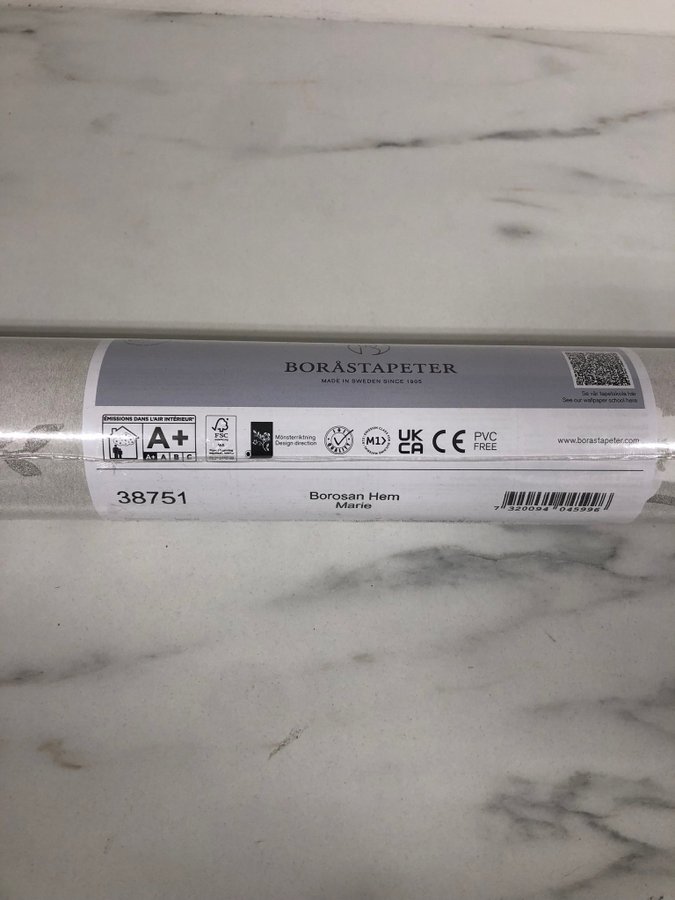 BORÅSTAPETER
MADE IN SWEDEN SINCE 1905
Se vår tapetskola här
See our wallpaper school here
ÉMISSIONS DANS L'AIR INTÉRIEUR*
A+
A+ A B C
FSC
Mönsterriktning
Design direction
M1
UK
CA
CE
PVC
FREE
www.borastapeter.com
38751
Borosan Hem
Marie
7 320094 045996